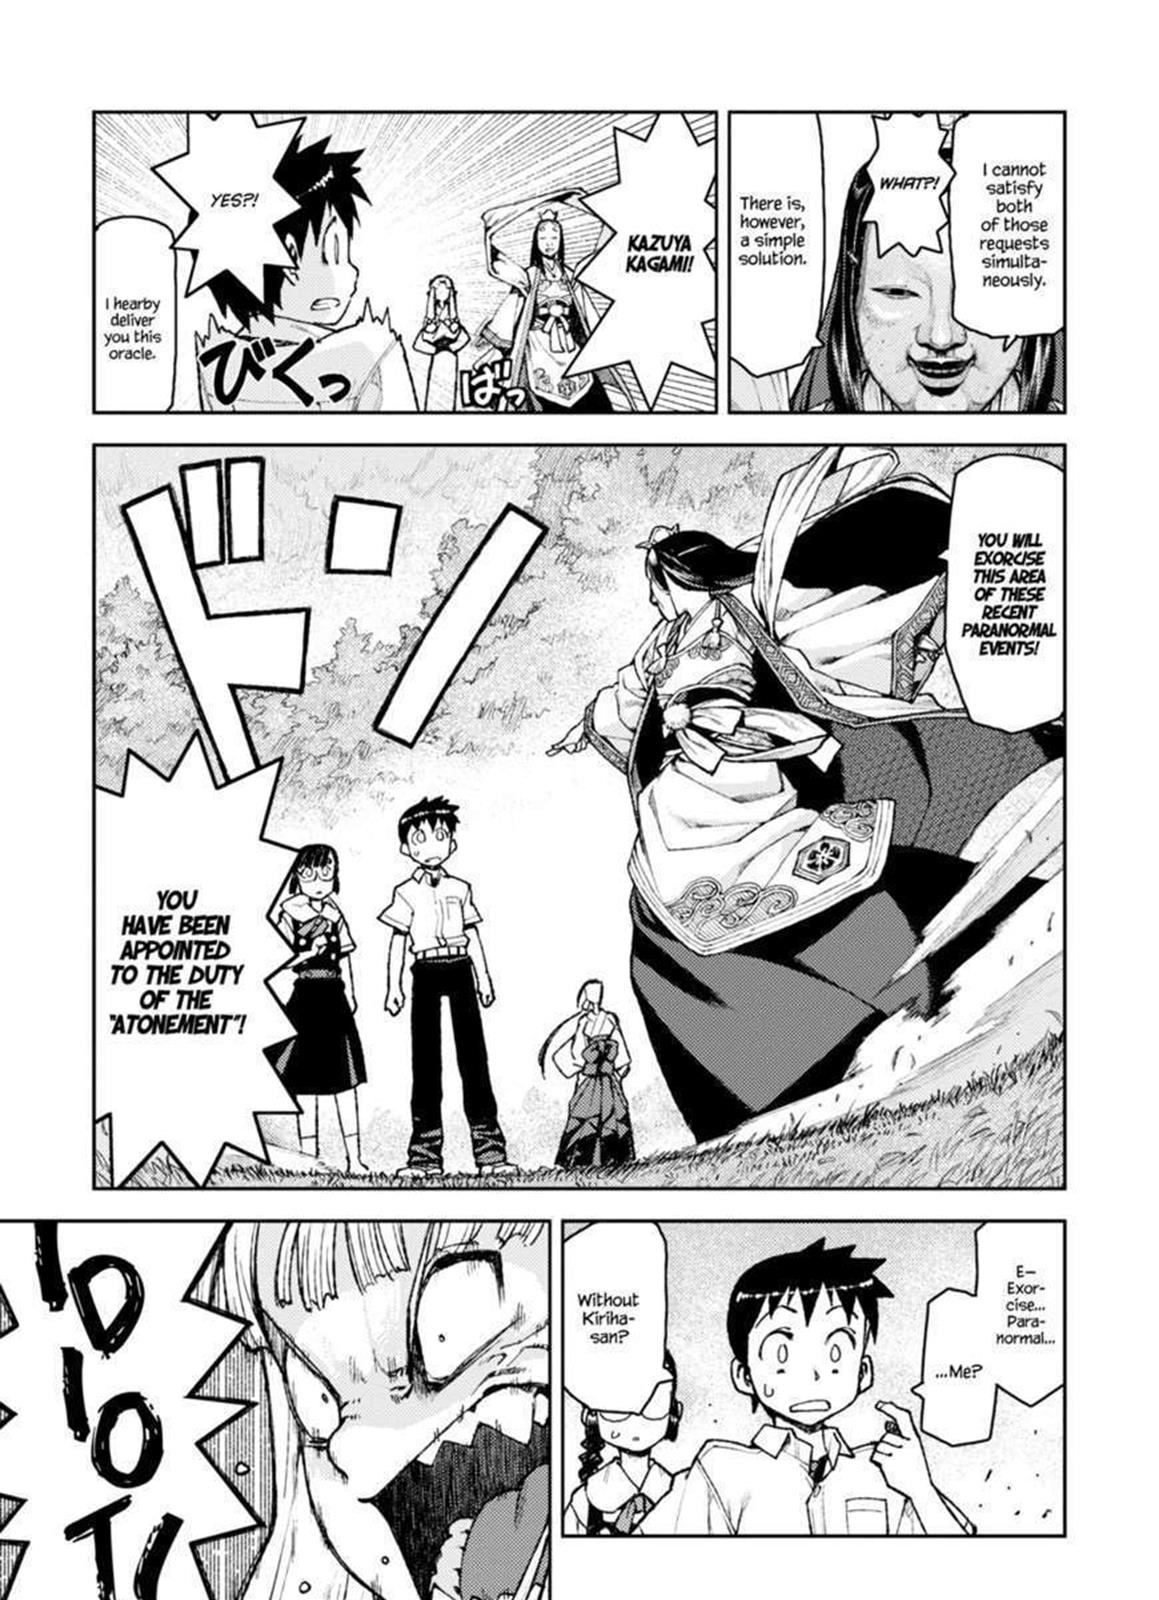 I cannot
satisfy
both
of those
requests
simulta-
neously.
WHAT?!
There is,
however,
a simple
solution.
KAZUYA
KAGAMI!
ばっ
YES?!
びくっ
I hearby
deliver
you this
oracle.
YOU WILL
EXORCISE
THIS AREA
OF THESE
RECENT
PARANORMAL
EVENTS!
ドン
YOU
HAVE BEEN
APPOINTED
TO THE DUTY
OF THE
"ATONEMENT"!
E—
Exor-
cise...
Para-
normal...
...Me?
Without
Kiriha-
san?
IDIOT!